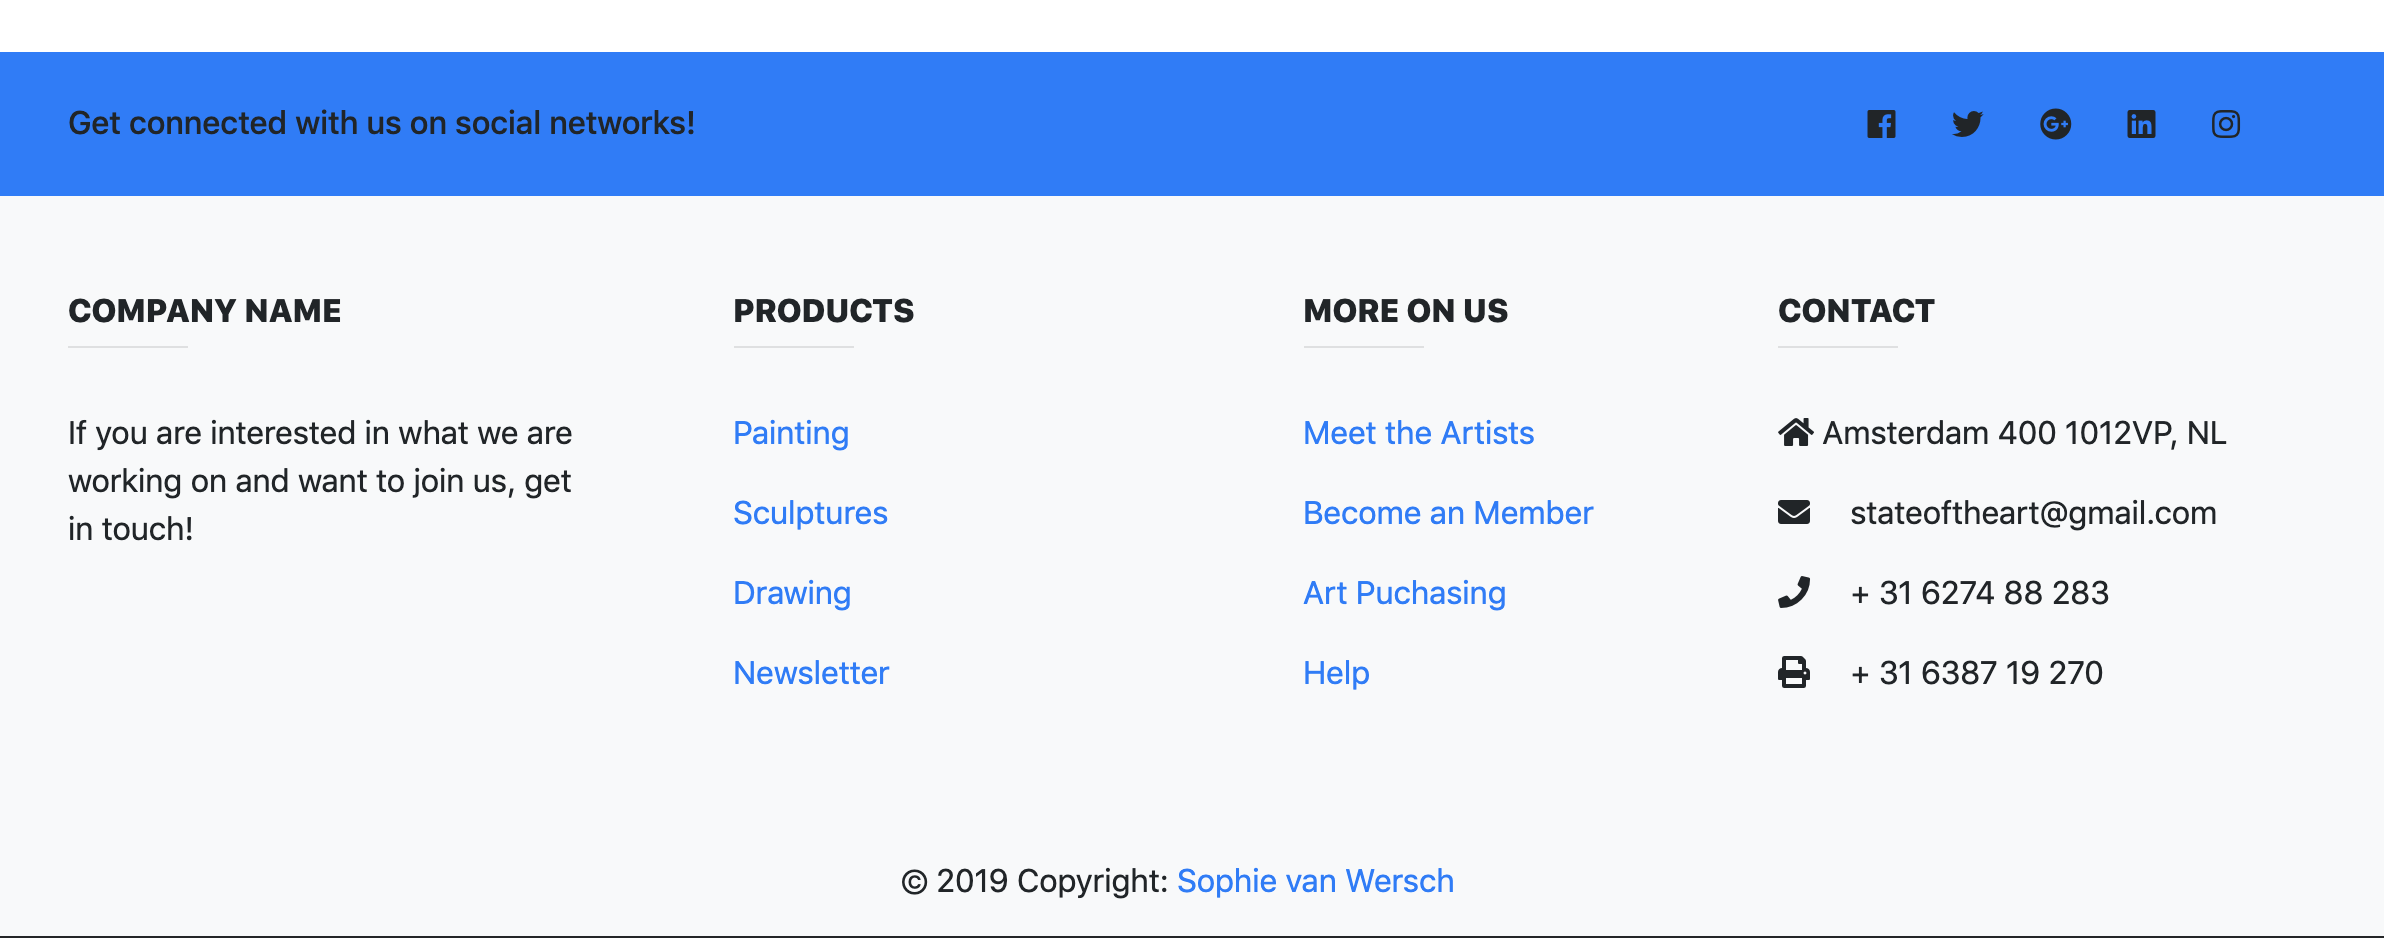 Get connected with us on social networks!
COMPANY NAME
If you are interested in what we are
working on and want to join us, get
in touch!
PRODUCTS
Painting
Sculptures
Drawing
Newsletter
MORE ON US
Meet the Artists
Become an Member
Art Puchasing
Help
CONTACT
Amsterdam 400 1012VP, NL
stateoftheart@gmail.com
+ 31 6274 88 283
+ 31 6387 19 270
© 2019 Copyright: Sophie van Wersch